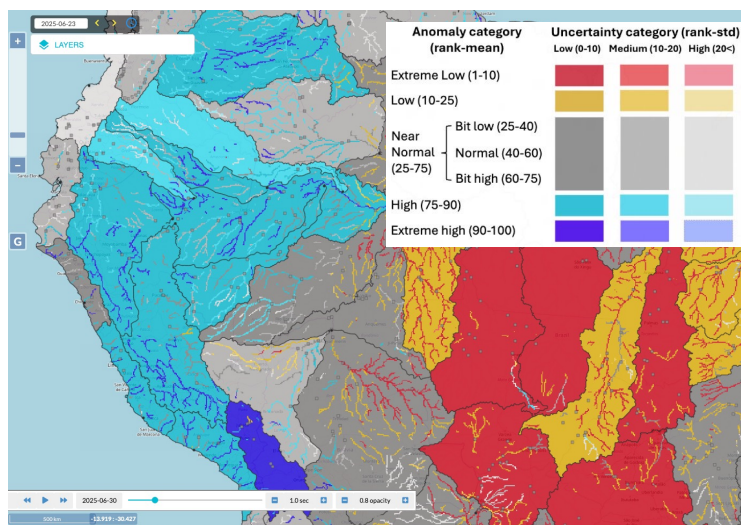 2025-06-23
LAYERS
Anomaly category
(rank-mean)
Uncertainty category (rank-std)
Low (0-10) Medium (10-20) High (20<)
Extreme Low (1-10)
Low (10-25)
Near
Normal
(25-75)
Bit low (25-40)
Normal (40-60)
Bit high (60-75)
High (75-90)
Extreme high (90-100)
+
−
G
2025-06-30
1.0 sec
0.8 opacity
500 km
-13.919 : -30.427